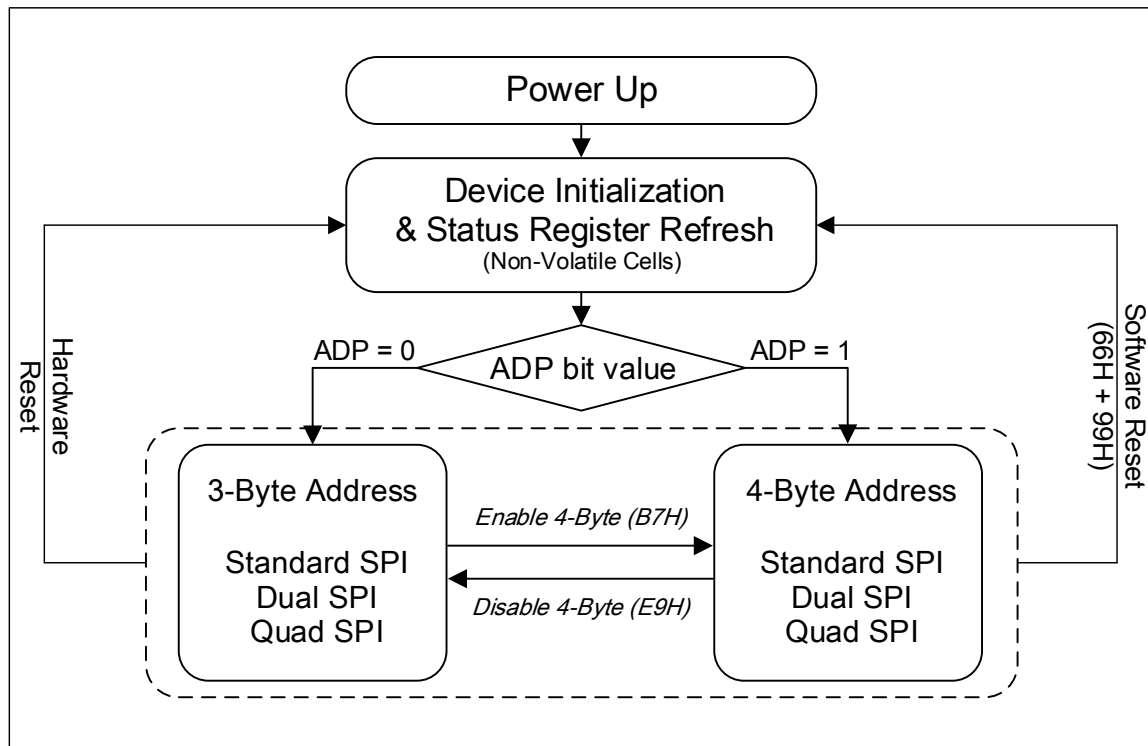 Power Up
Device Initialization
& Status Register Refresh
(Non-Volatile Cells)
Hardware
Reset
Software Reset
(66H + 99H)
ADP = 0
ADP bit value
ADP = 1
3-Byte Address
Standard SPI
Dual SPI
Quad SPI
Enable 4-Byte (B7H)
Disable 4-Byte (E9H)
4-Byte Address
Standard SPI
Dual SPI
Quad SPI